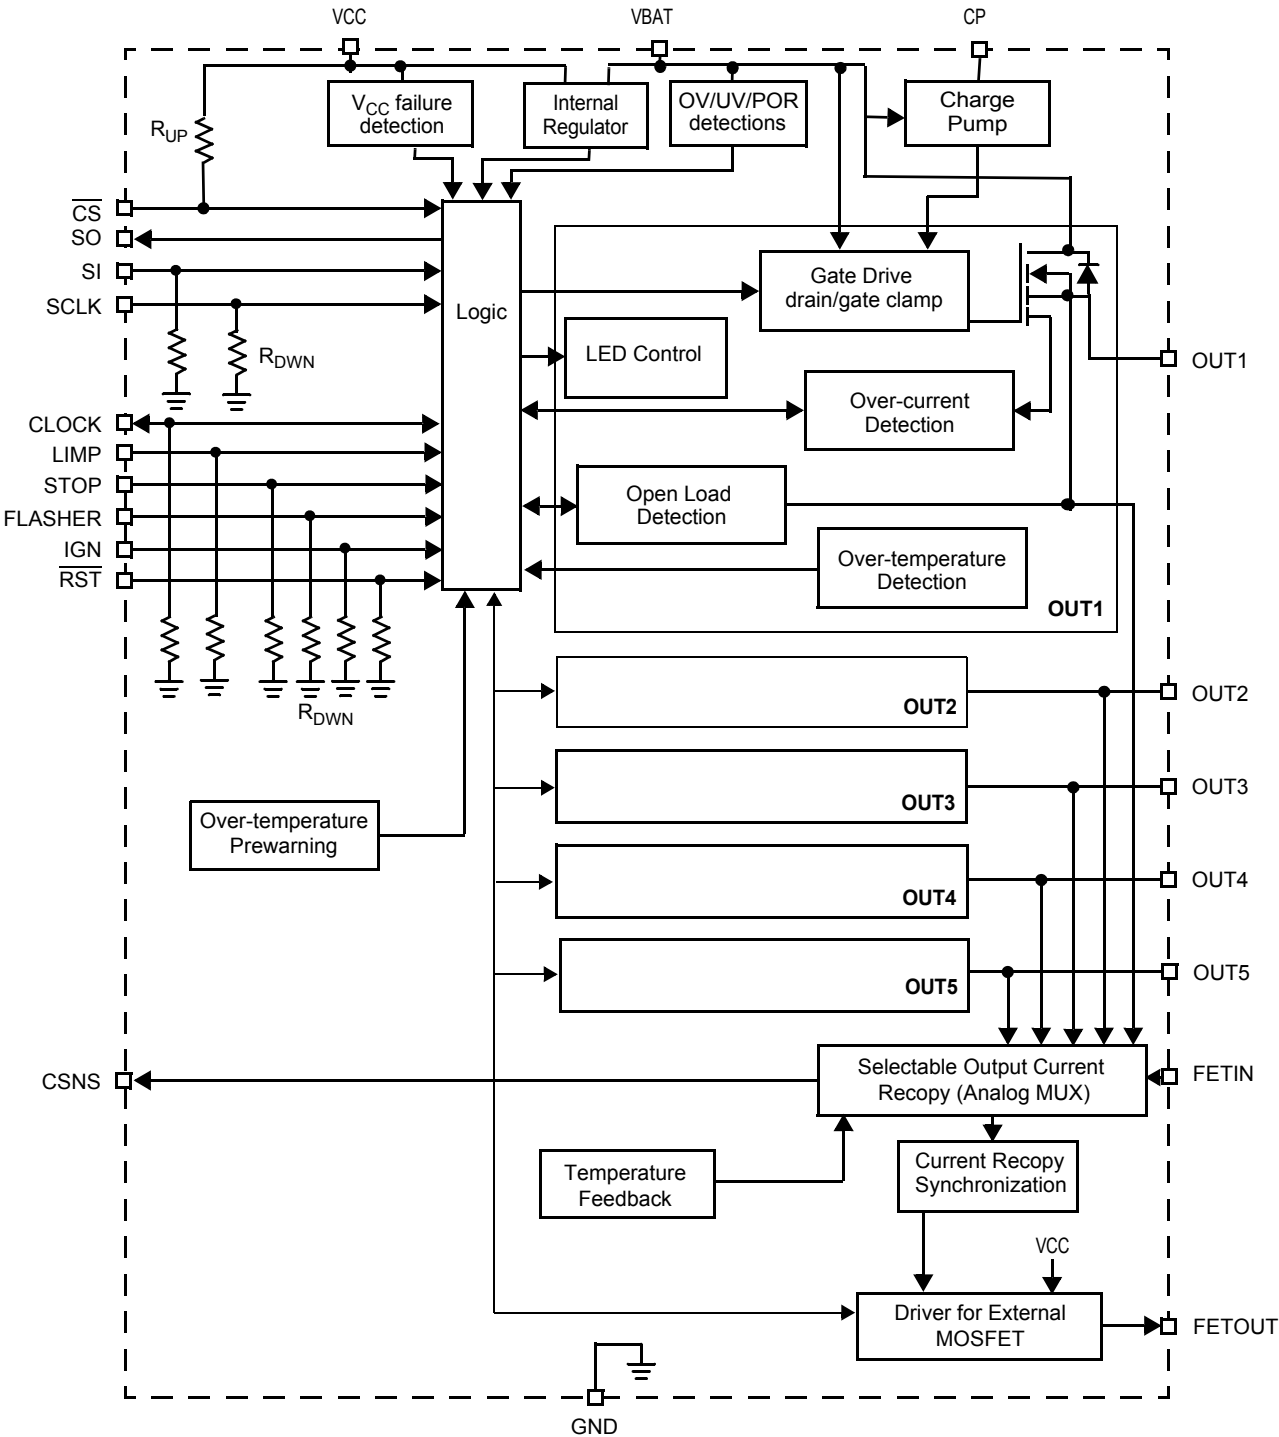 VCC
VBAT
CP
VCC failure
detection
Internal
Regulator
OV/UV/POR
detections
Charge
Pump
RUP
CS
SO
SI
SCLK
RDWN
Logic
Gate Drive
drain/gate clamp
LED Control
OUT1
Over-current
Detection
CLOCK
LIMP
STOP
FLASHER
IGN
RST
Open Load
Detection
Over-temperature
Detection
OUT1
RDWN
OUT2
OUT2
OUT3
OUT3
Over-temperature
Prewarning
OUT4
OUT4
OUT5
OUT5
CSNS
Selectable Output Current
Recopy (Analog MUX)
FETIN
Temperature
Feedback
Current Recopy
Synchronization
VCC
Driver for External
MOSFET
FETOUT
GND